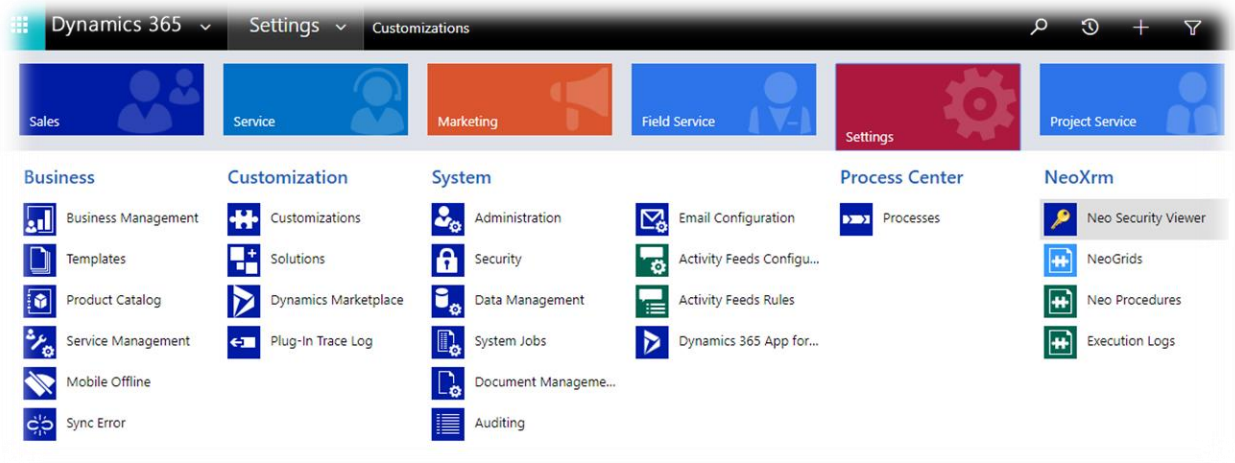 Dynamics 365 Settings Customizations
Sales Service Marketing Field Service Settings Project Service
Business
Business Management
Templates
Product Catalog
Service Management
Mobile Offline
Sync Error
Customization
Customizations
Solutions
Dynamics Marketplace
Plug-In Trace Log
System
Administration
Security
Data Management
System Jobs
Document Manageme...
Auditing
Email Configuration
Activity Feeds Configu...
Activity Feeds Rules
Dynamics 365 App for...
Process Center
Processes
NeoXrm
Neo Security Viewer
NeoGrids
Neo Procedures
Execution Logs